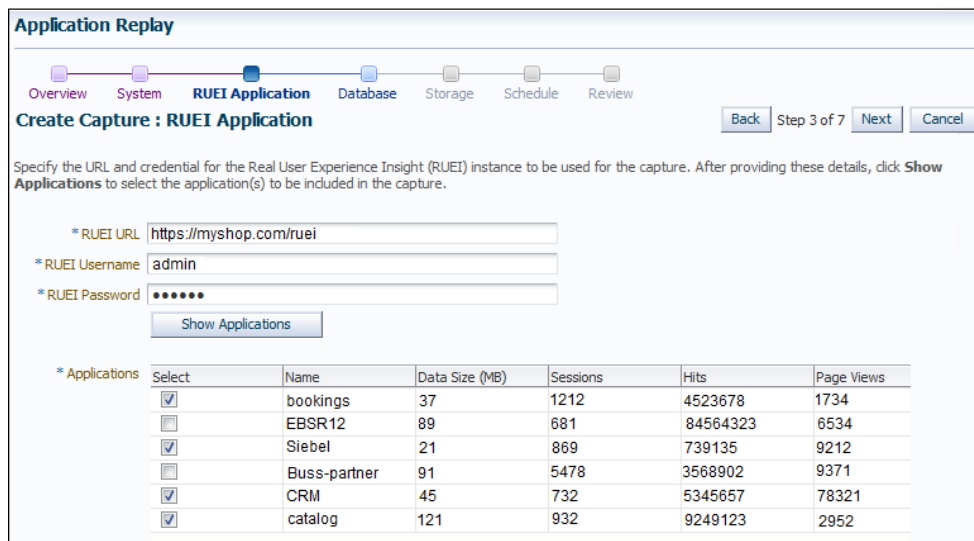 Application Replay
Overview System RUEI Application Database Storage Schedule Review
Create Capture : RUEI Application Back Step 3 of 7 Next Cancel
Specify the URL and credential for the Real User Experience Insight (RUEI) instance to be used for the capture. After providing these details, click Show
Applications to select the application(s) to be included in the capture.
* RUEI URL https://myshop.com/ruei
* RUEI Username admin
* RUEI Password ●●●●●●
Show Applications
* Applications Select Name Data Size (MB) Sessions Hits Page Views
bookings 37 1212 4523678 1734
EBSR12 89 681 84564323 6534
Siebel 21 869 739135 9212
Buss-partner 91 5478 3568902 9371
CRM 45 732 5345657 78321
catalog 121 932 9249123 2952